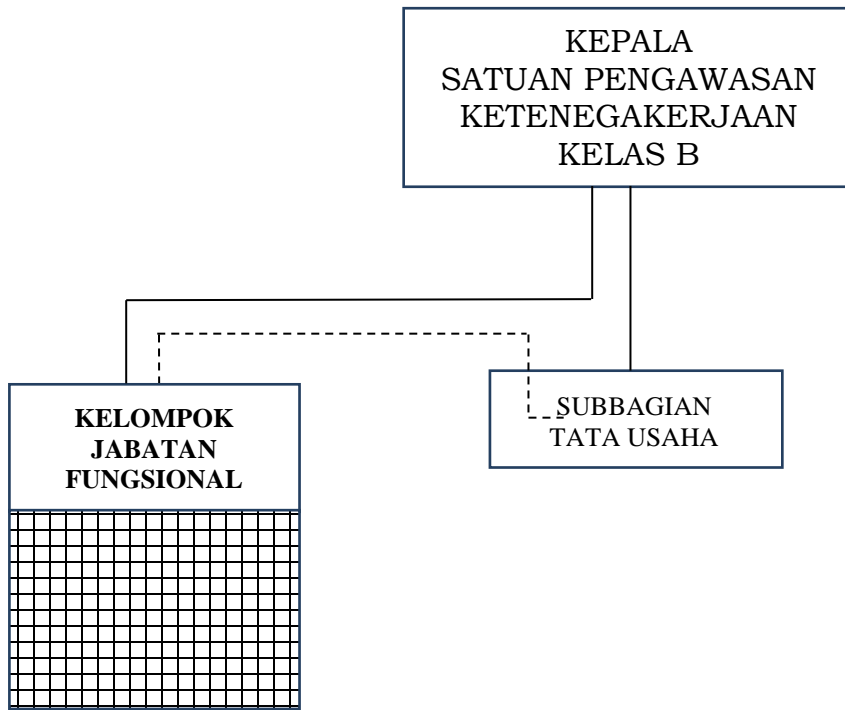 KEPALA
SATUAN PENGAWASAN
KETENEGAKERJAAN
KELAS B
KELOMPOK
JABATAN
FUNGSIONAL
SUBBAGIAN
TATA USAHA